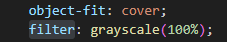 object-fit: cover;
filter: grayscale(100%);